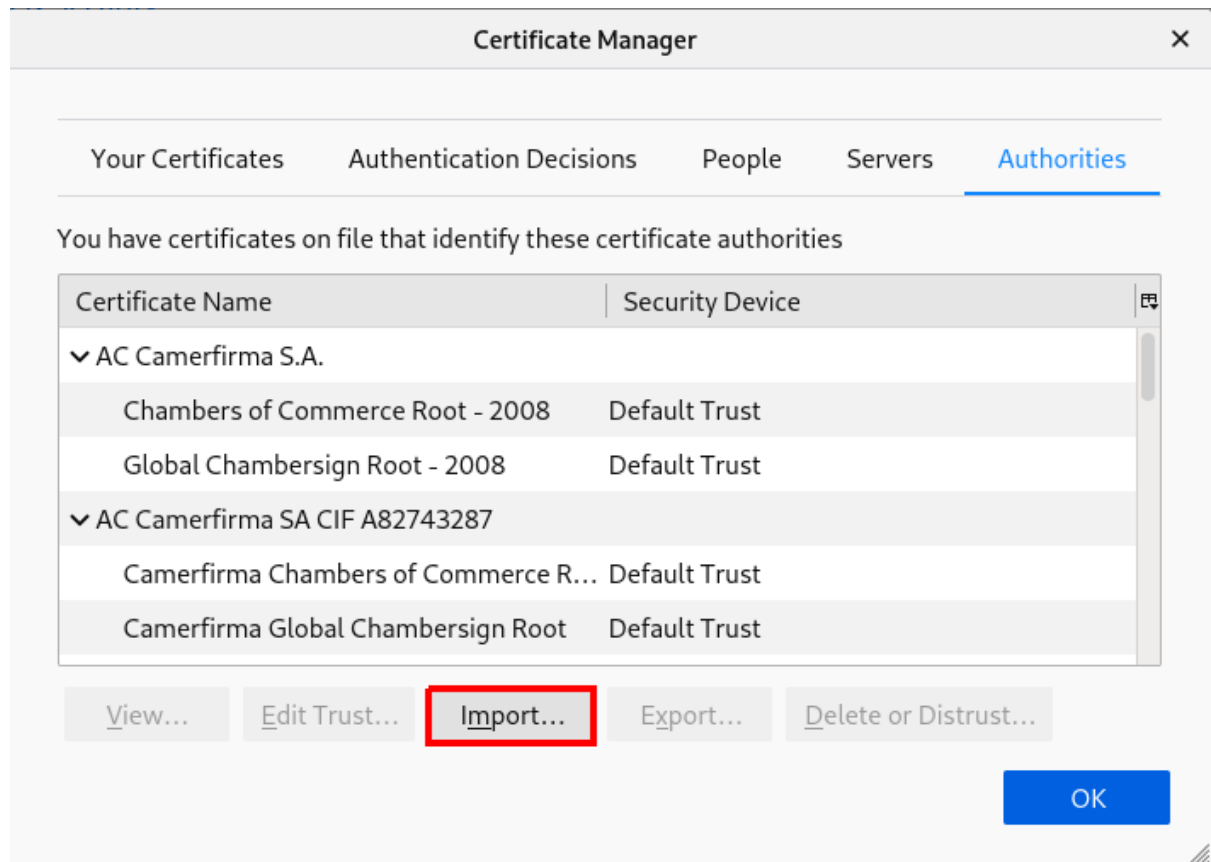 Certificate Manager
Your Certificates Authentication Decisions People Servers Authorities
You have certificates on file that identify these certificate authorities
Certificate Name Security Device
AC Camerfirma S.A.
Chambers of Commerce Root - 2008 Default Trust
Global Chambersign Root - 2008 Default Trust
AC Camerfirma SA CIF A82743287
Camerfirma Chambers of Commerce R... Default Trust
Camerfirma Global Chambersign Root Default Trust
View... Edit Trust... Import... Export... Delete or Distrust...
OK